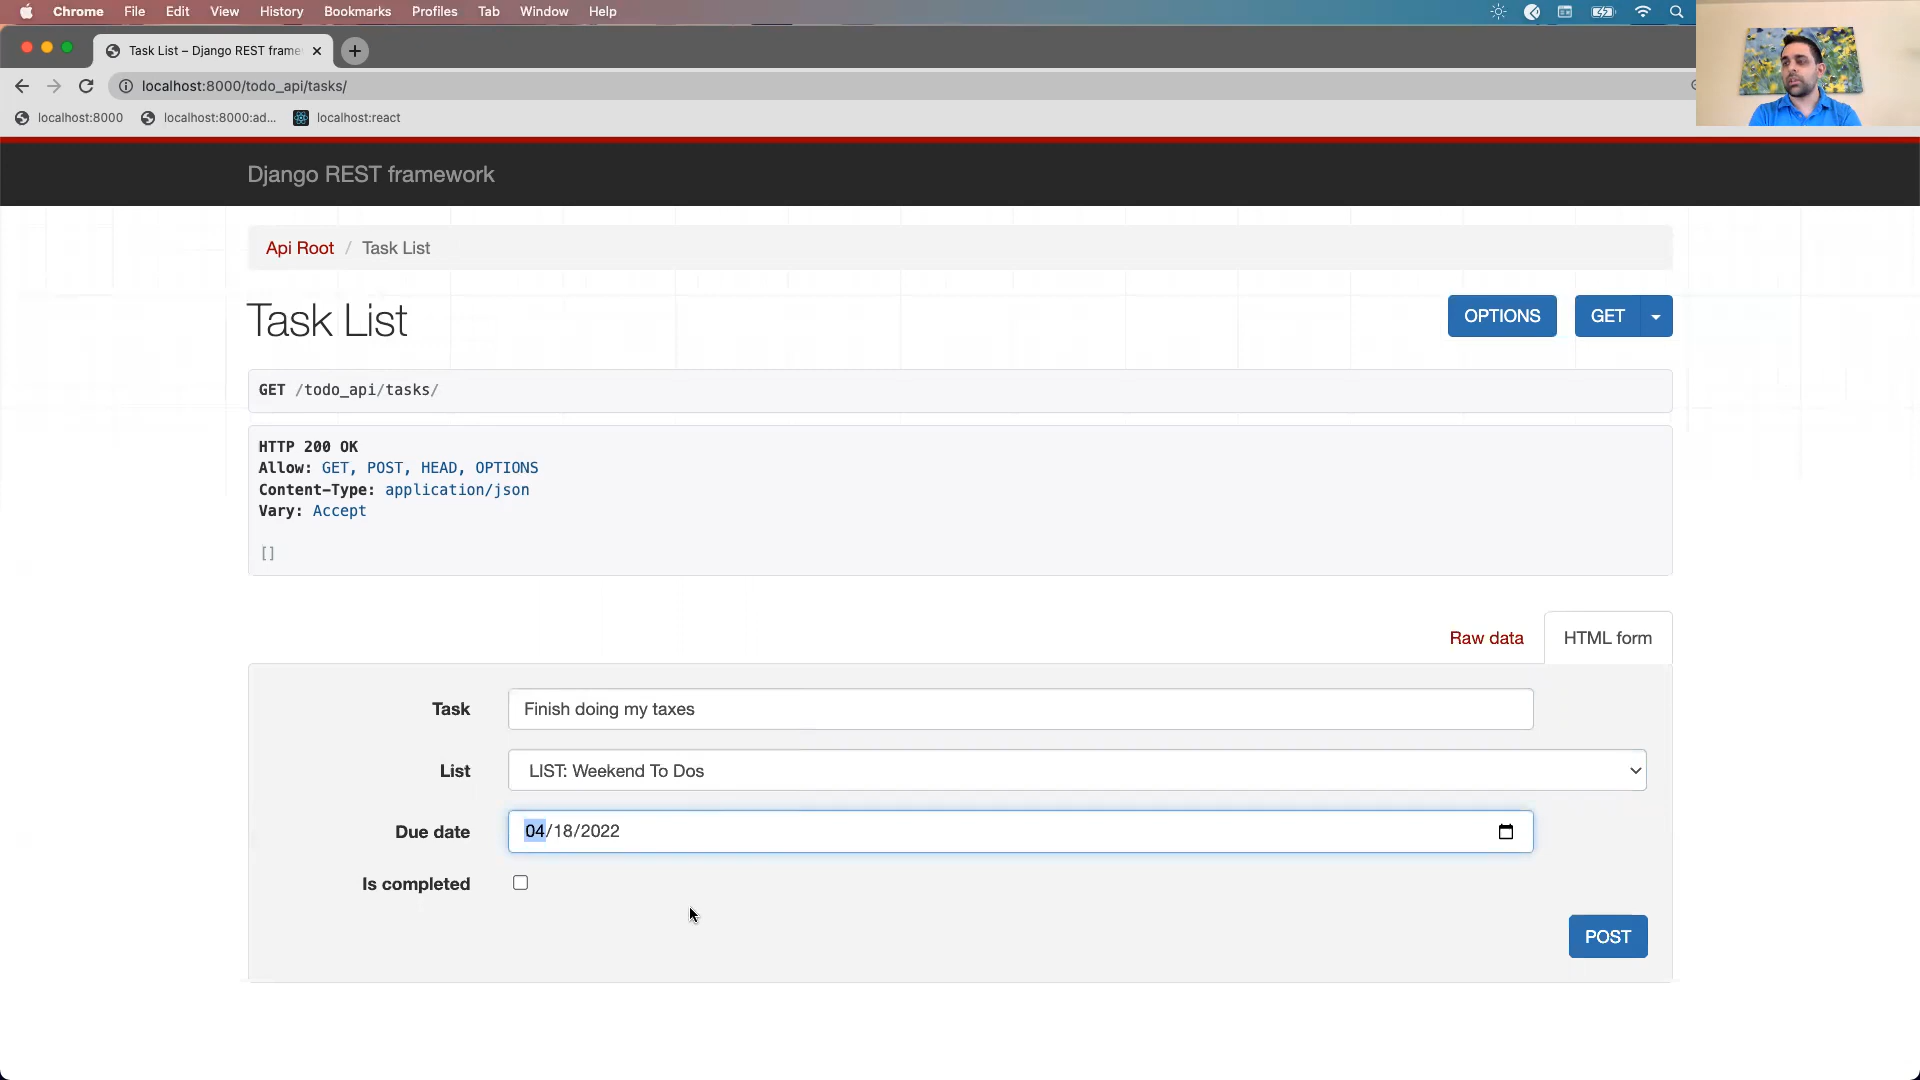 Chrome File Edit View History Bookmarks Profiles Tab Window Help
Task List – Django REST frame
localhost:8000/todo_api/tasks/
localhost:8000 localhost:8000:ad... localhost:react
Django REST framework
Api Root / Task List
Task List
OPTIONS GET
GET /todo_api/tasks/
HTTP 200 OK
Allow: GET, POST, HEAD, OPTIONS
Content-Type: application/json
Vary: Accept
[]
Raw data HTML form
Task Finish doing my taxes
List LIST: Weekend To Dos
Due date 04/18/2022
Is completed
POST